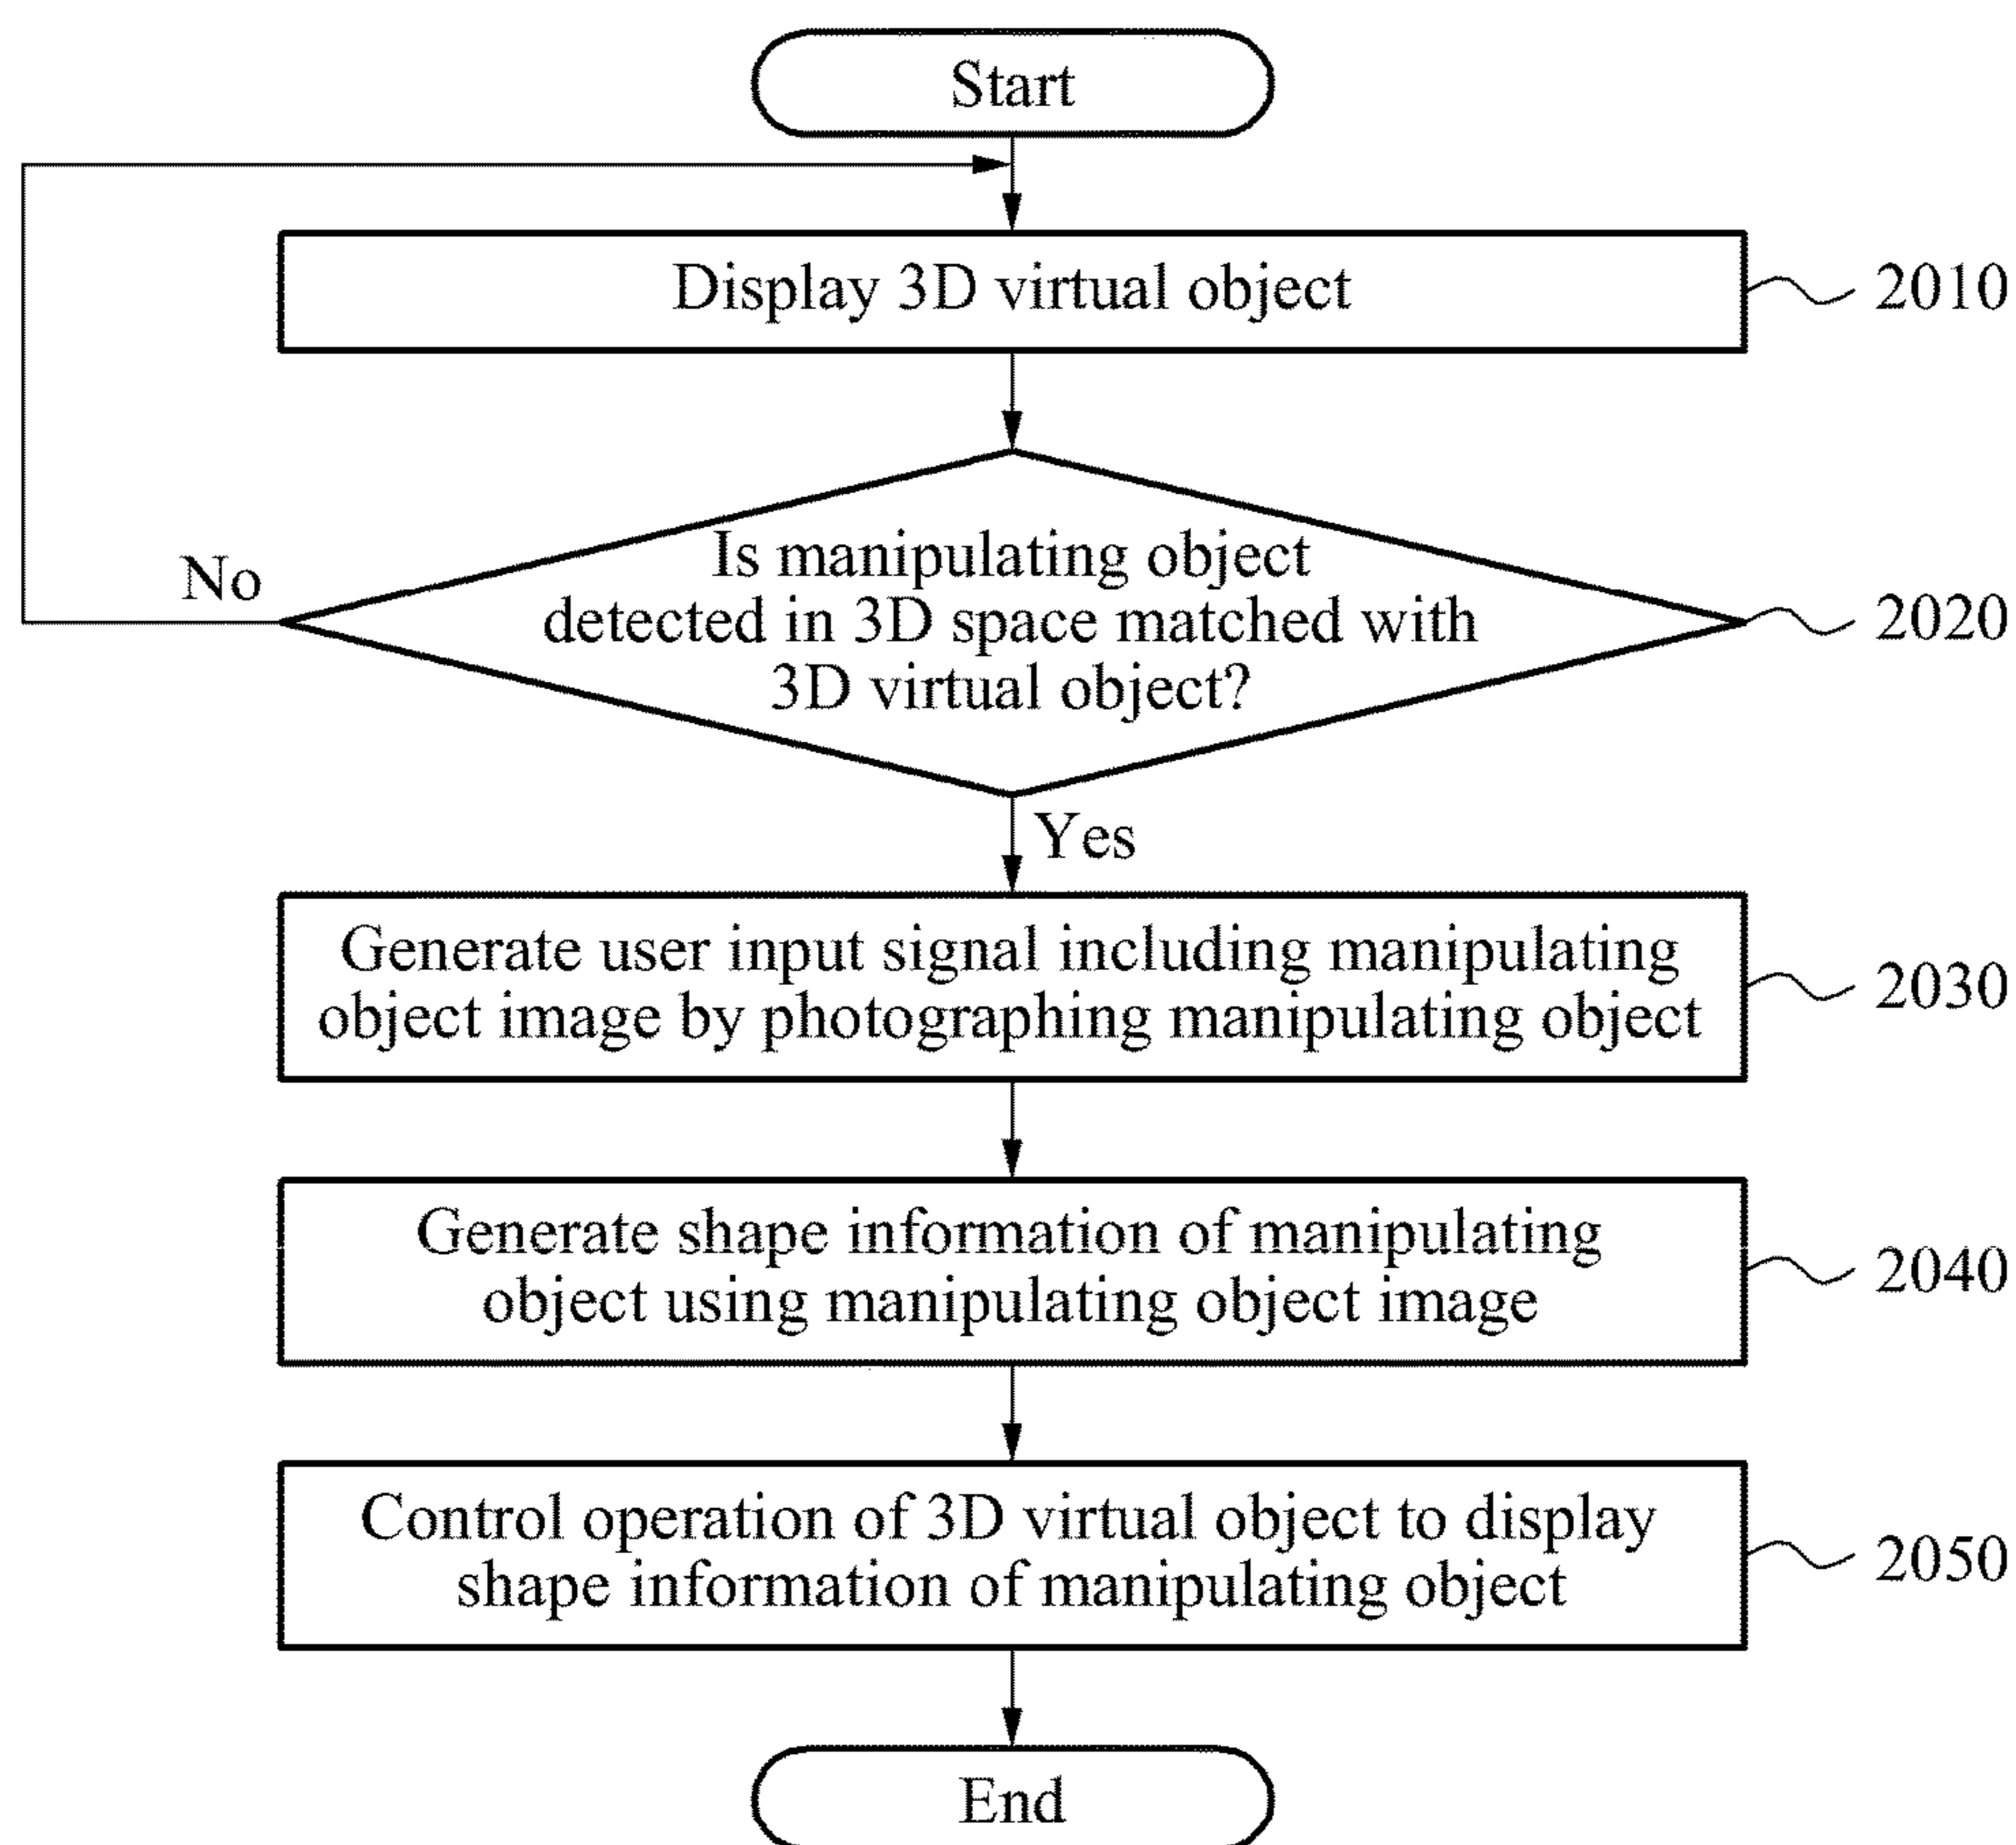 Start
Display 3D virtual object
2010
Is manipulating object
detected in 3D space matched with
3D virtual object?
2020
No
Yes
Generate user input signal including manipulating
object image by photographing manipulating object
2030
Generate shape information of manipulating
object using manipulating object image
2040
Control operation of 3D virtual object to display
shape information of manipulating object
2050
End